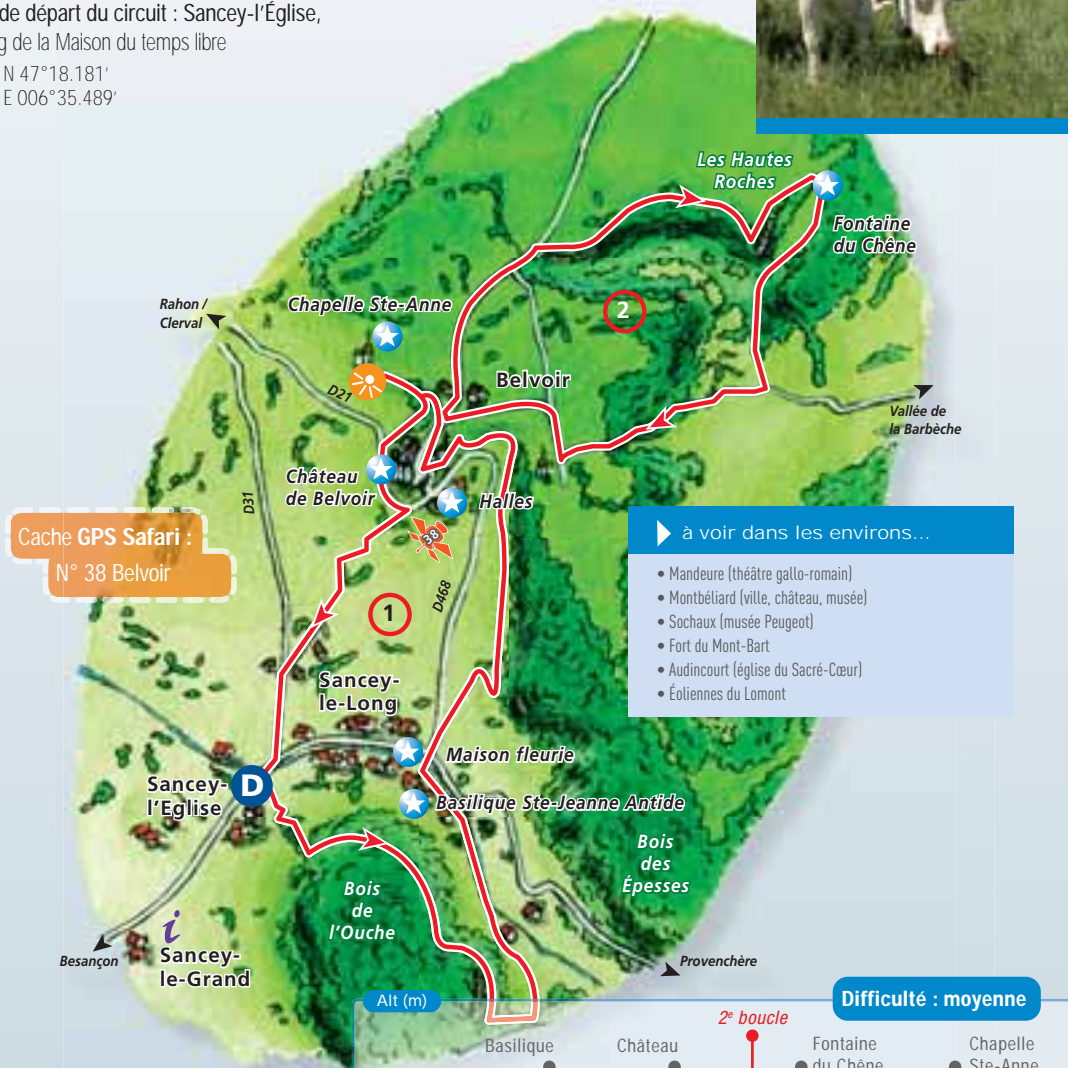 de départ du circuit : Sancey-l'Église,
g de la Maison du temps libre
N 47°18.181'
E 006°35.489'
Les Hautes
Roches
Fontaine
du Chêne
Rahon /
Clerval
Chapelle Ste-Anne
2
D21
Belvoir
Vallée de
la Barbèche
Château
de Belvoir
D31
Halles
38
Cache GPS Safari :
N° 38 Belvoir
à voir dans les environs...
• Mandeure (théâtre gallo-romain)
• Montbéliard (ville, château, musée)
• Sochaux (musée Peugeot)
• Fort du Mont-Bart
• Audincourt (église du Sacré-Cœur)
• Éoliennes du Lomont
D468
1
Sancey-
le-Long
Maison fleurie
Sancey-
l'Eglise
D
Basilique Ste-Jeanne Antide
Bois
des
Épesses
Bois
de
l'Ouche
i
Besançon
Sancey-
le-Grand
Provenchère
Alt (m)
Difficulté : moyenne
2e boucle
Basilique
Château
Fontaine
du Chêne
Chapelle
Ste-Anne